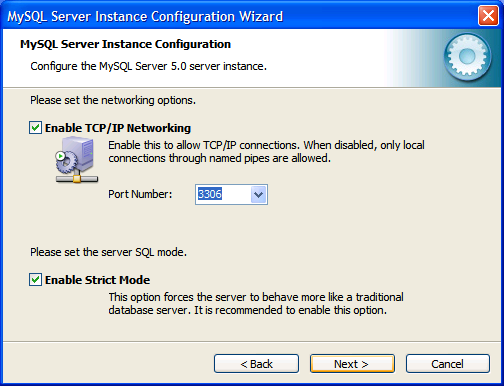 MySQL Server Instance Configuration Wizard
MySQL Server Instance Configuration
Configure the MySQL Server 5.0 server instance.
Please set the networking options.
Enable TCP/IP Networking
Enable this to allow TCP/IP connections. When disabled, only local
connections through named pipes are allowed.
Port Number: 3306
Please set the server SQL mode.
Enable Strict Mode
This option forces the server to behave more like a traditional
database server. It is recommended to enable this option.
< Back Next > Cancel